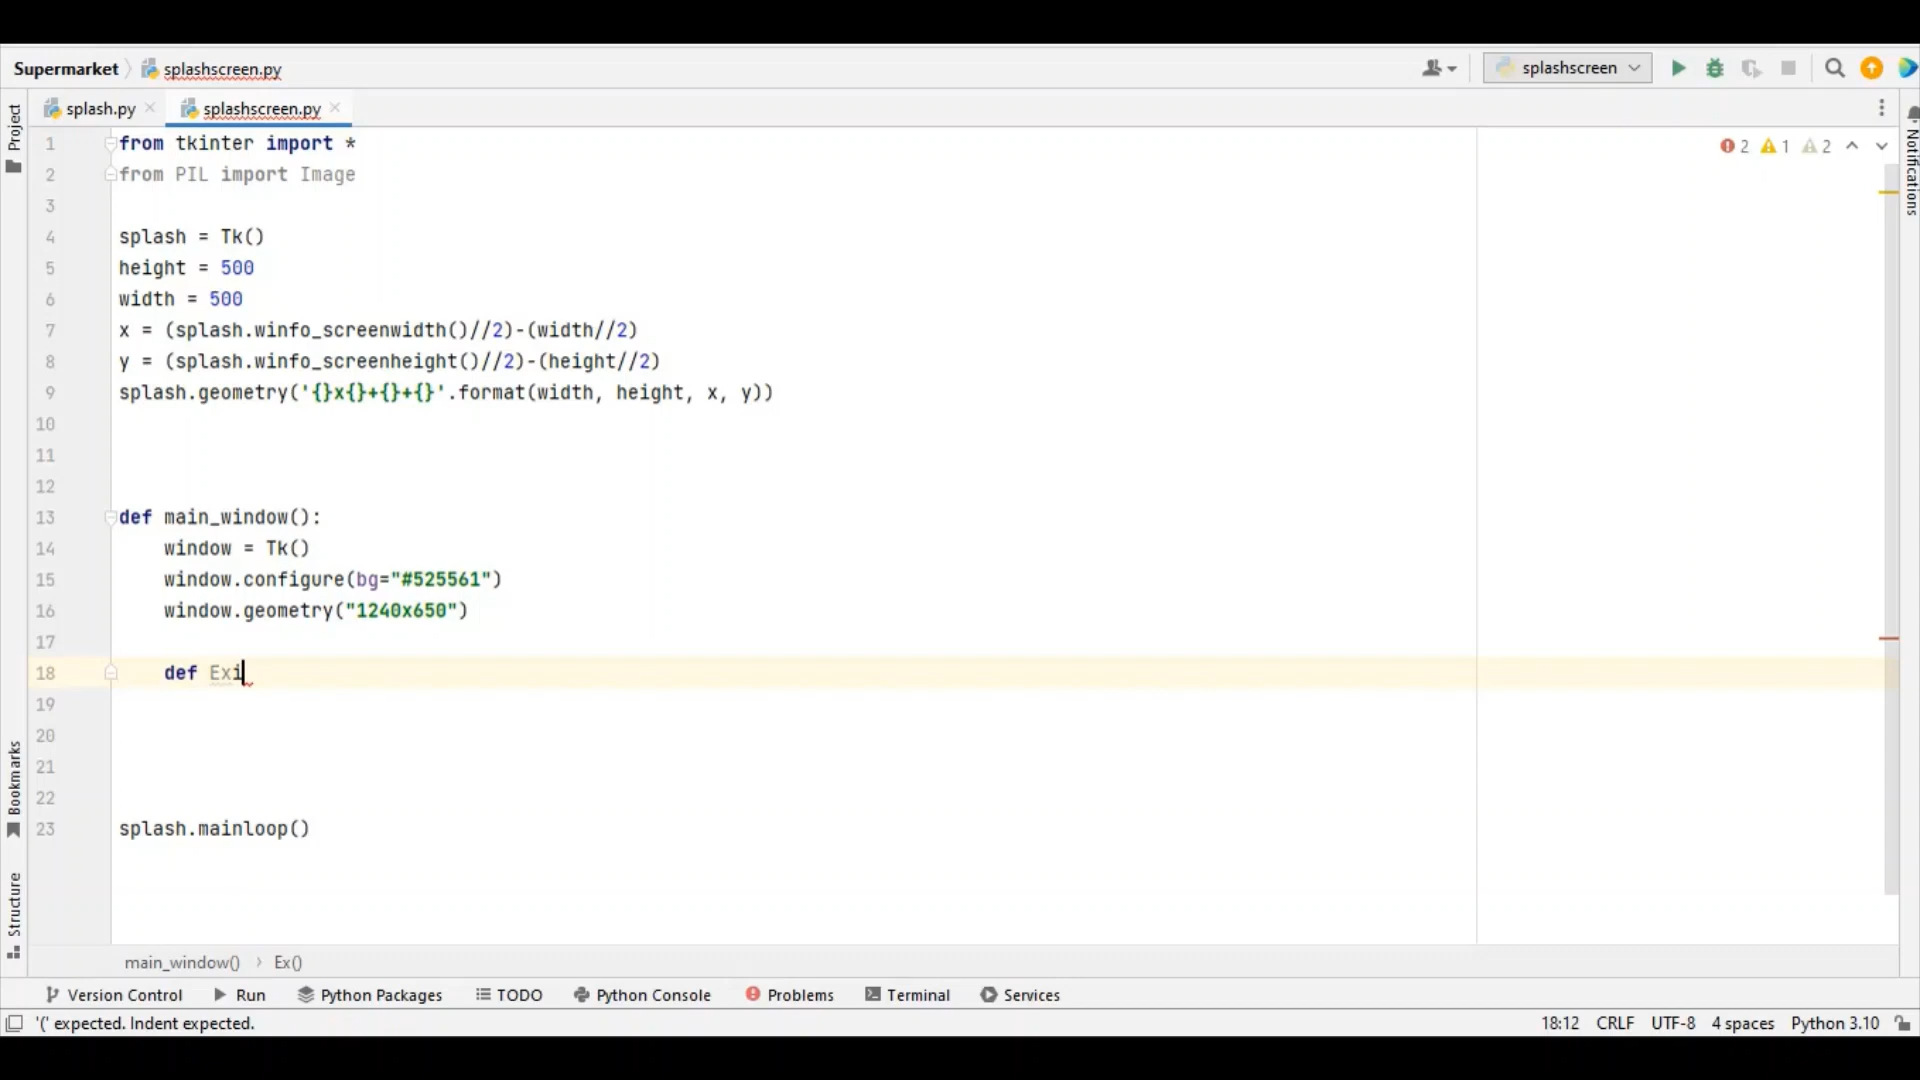 Supermarket splashscreen.py
splashscreen
splash.py splashscreen.py
Project
Notifications
2 1 2
1 from tkinter import *
2 from PIL import Image
3
4 splash = Tk()
5 height = 500
6 width = 500
7 x = (splash.winfo_screenwidth()//2)-(width//2)
8 y = (splash.winfo_screenheight()//2)-(height//2)
9 splash.geometry('{}x{}+{}+{}'.format(width, height, x, y))
10
11
12
13 def main_window():
14 window = Tk()
15 window.configure(bg="#525561")
16 window.geometry("1240x650")
17
18 def Exi
19
20
21
22
23 splash.mainloop()
Bookmarks
Structure
main_window() Ex()
Version Control Run Python Packages TODO Python Console Problems Terminal Services
'(' expected. Indent expected. 18:12 CRLF UTF-8 4 spaces Python 3.10